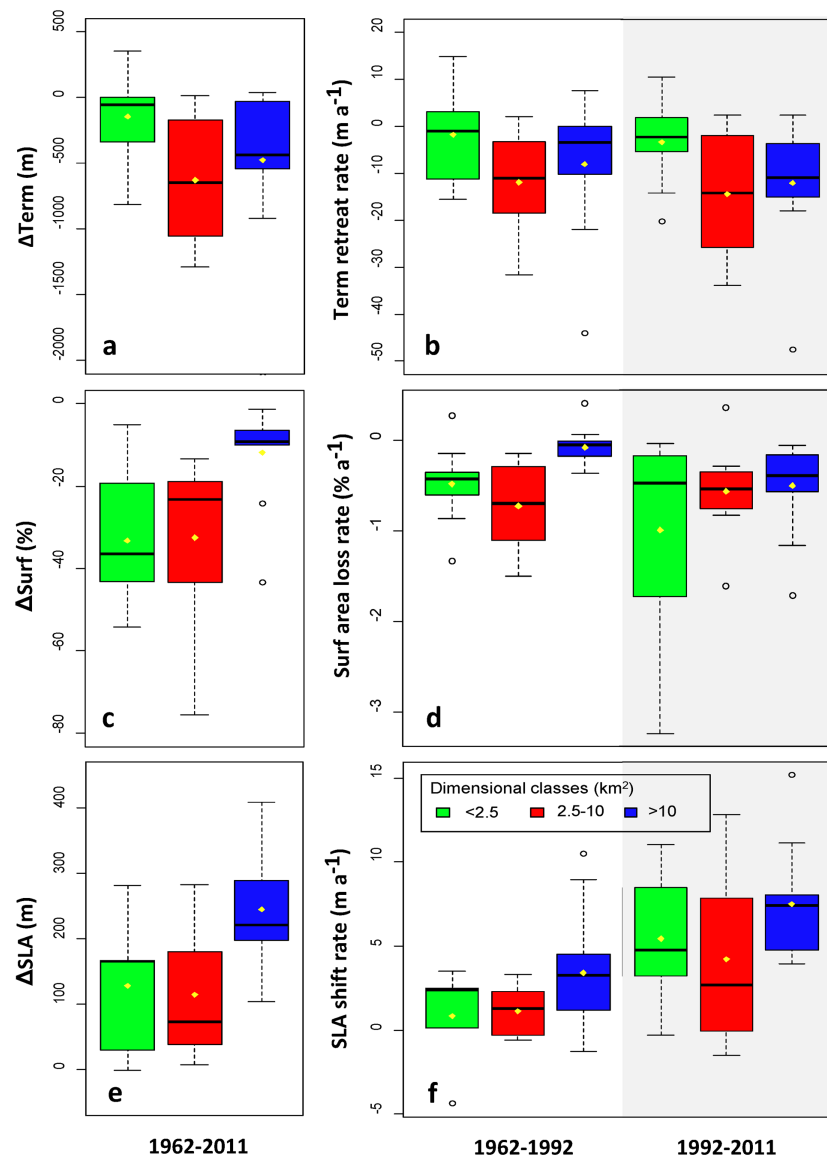 ΔTerm (m)
500
0
-500
-1000
-1500
-2000
a
Term retreat rate (m a-1)
20
10
0
-10
-20
-30
-40
-50
b
ΔSurf (%)
0
-20
-40
-60
-80
c
Surf area loss rate (% a-1)
0
-1
-2
-3
d
ΔSLA (m)
400
300
200
100
0
e
SLA shift rate (m a-1)
15
10
5
0
-5
Dimensional classes (km2)
<2.5 2.5-10 >10
f
1962-2011 1962-1992 1992-2011